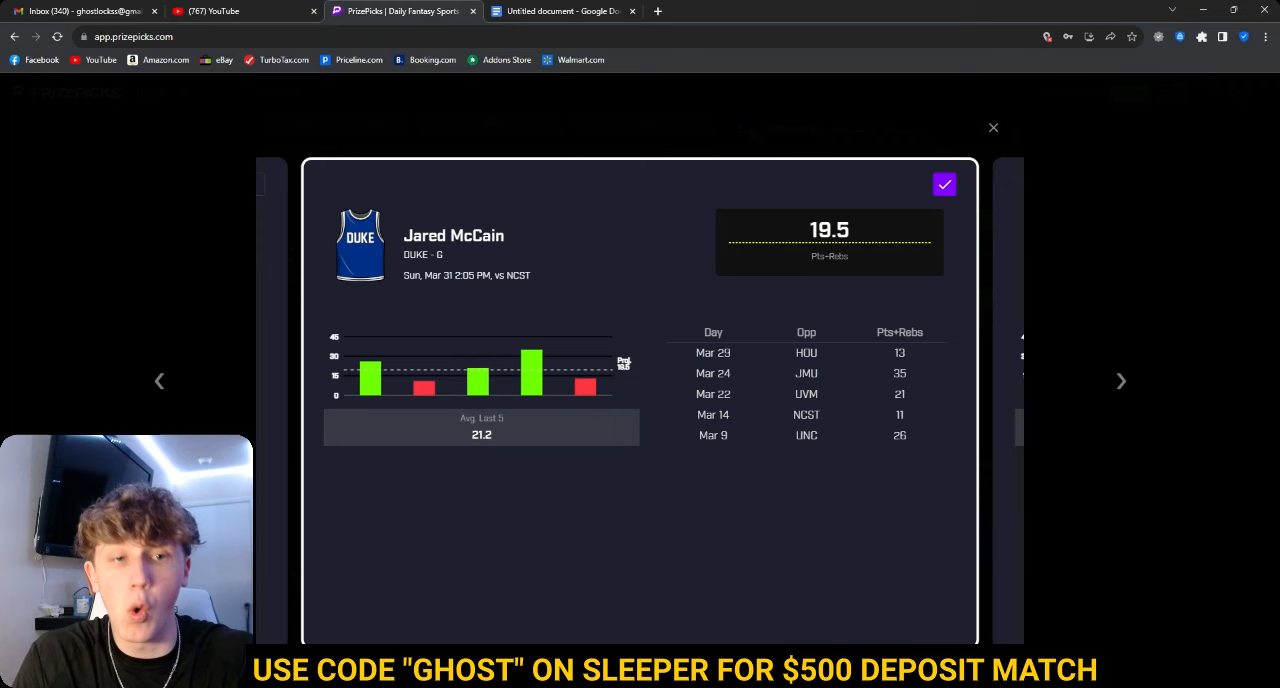 Inbox (340) - ghostlockss@gmai
(767) YouTube
PrizePicks | Daily Fantasy Sports
Untitled document - Google Do
app.prizepicks.com
Facebook
YouTube
Amazon.com
eBay
TurboTax.com
Priceline.com
Booking.com
Addons Store
Walmart.com
PRIZEPICKS
DUKE
Jared McCain
DUKE - G
Sun, Mar 31 2:05 PM, vs NCST
19.5
Pts+Rebs
45
30
15
0
Proj.
19.5
Avg. Last 5
21.2
Day Opp Pts+Rebs
Mar 29 HOU 13
Mar 24 JMU 35
Mar 22 UVM 21
Mar 14 NCST 11
Mar 9 UNC 26
USE CODE "GHOST" ON SLEEPER FOR $500 DEPOSIT MATCH